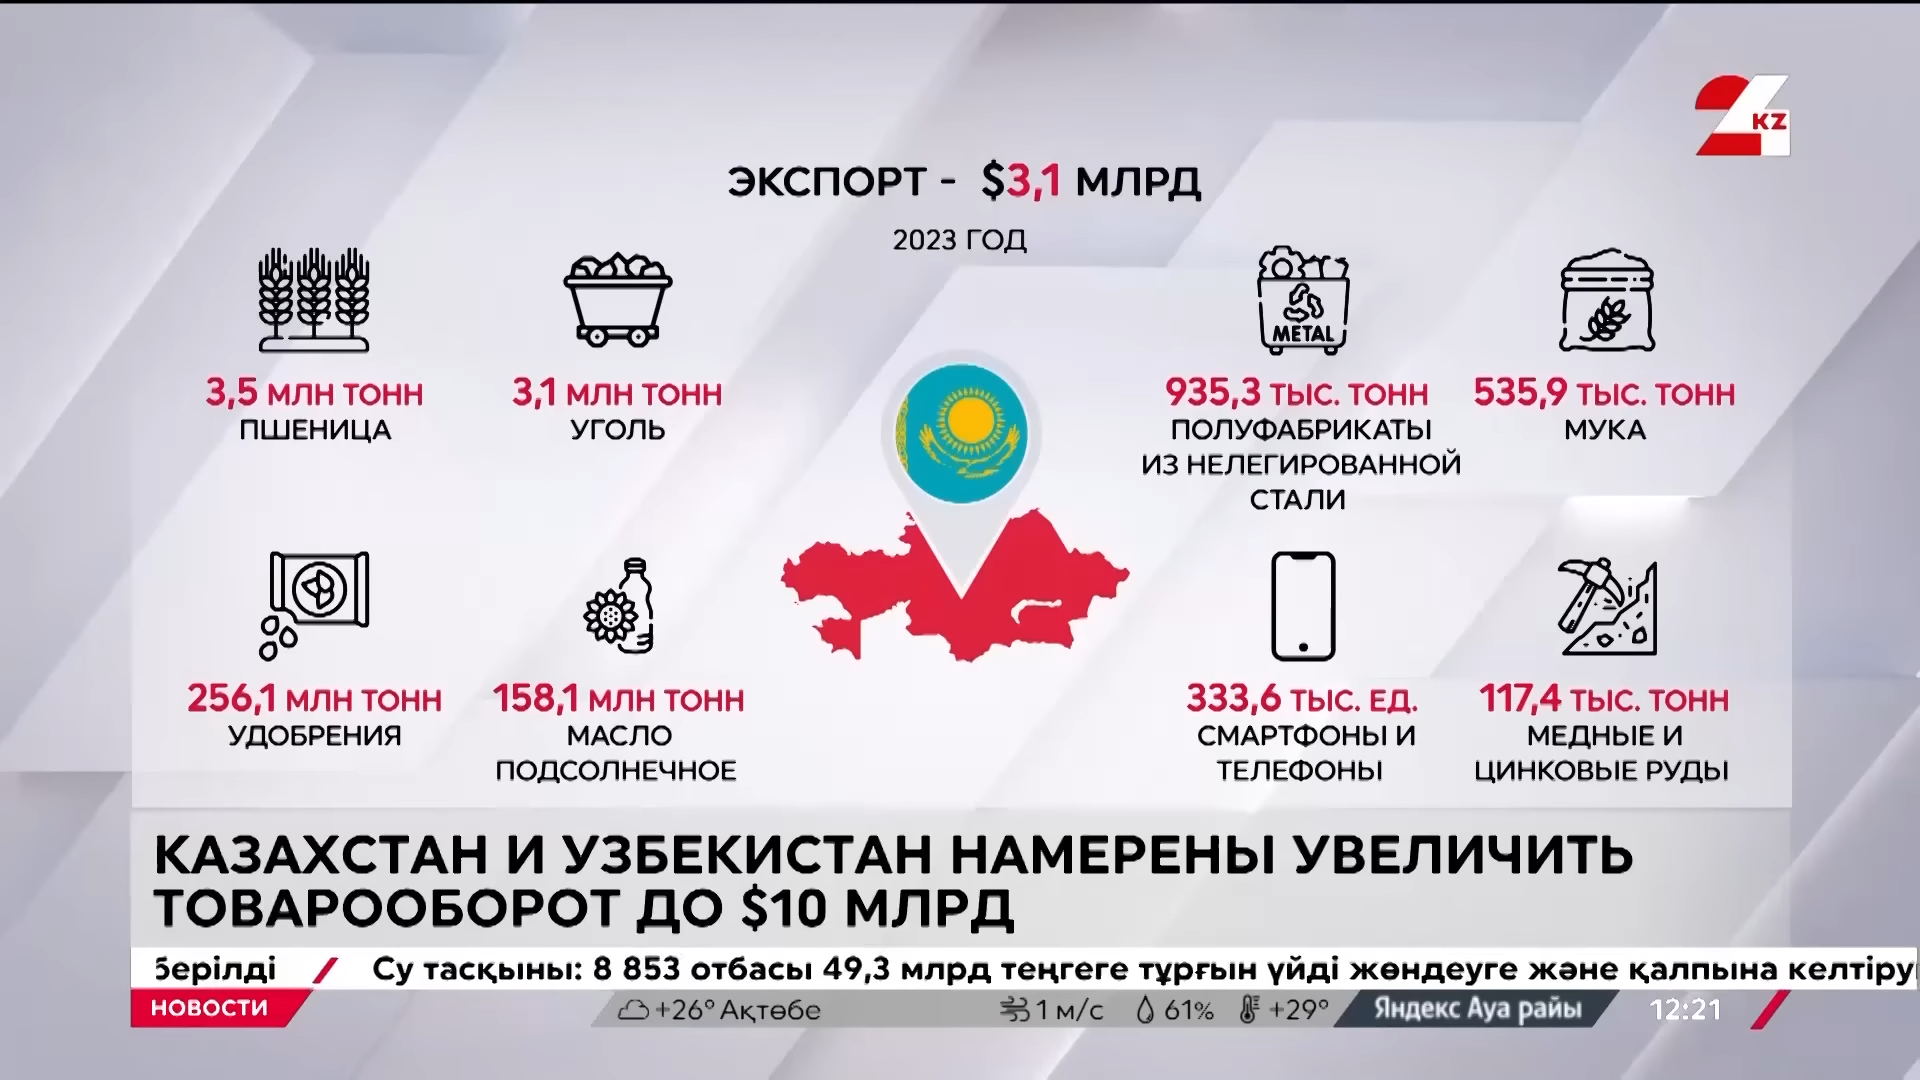 24 KZ
ЭКСПОРТ - $3,1 МЛРД
2023 ГОД
3,5 МЛН ТОНН
ПШЕНИЦА
3,1 МЛН ТОНН
УГОЛЬ
METAL
935,3 ТЫС. ТОНН
ПОЛУФАБРИКАТЫ
ИЗ НЕЛЕГИРОВАННОЙ
СТАЛИ
535,9 ТЫС. ТОНН
МУКА
256,1 МЛН ТОНН
УДОБРЕНИЯ
158,1 МЛН ТОНН
МАСЛО
ПОДСОЛНЕЧНОЕ
333,6 ТЫС. ЕД.
СМАРТФОНЫ И
ТЕЛЕФОНЫ
117,4 ТЫС. ТОНН
МЕДНЫЕ И
ЦИНКОВЫЕ РУДЫ
КАЗАХСТАН И УЗБЕКИСТАН НАМЕРЕНЫ УВЕЛИЧИТЬ
ТОВАРООБОРОТ ДО $10 МЛРД
берілді / Су тасқыны: 8 853 отбасы 49,3 млрд теңгеге тұрғын үйді жөндеуге және қалпына келтіру
НОВОСТИ +26° Ақтөбе 1 м/с 61% +29° Яндекс Ауа райы 12:21